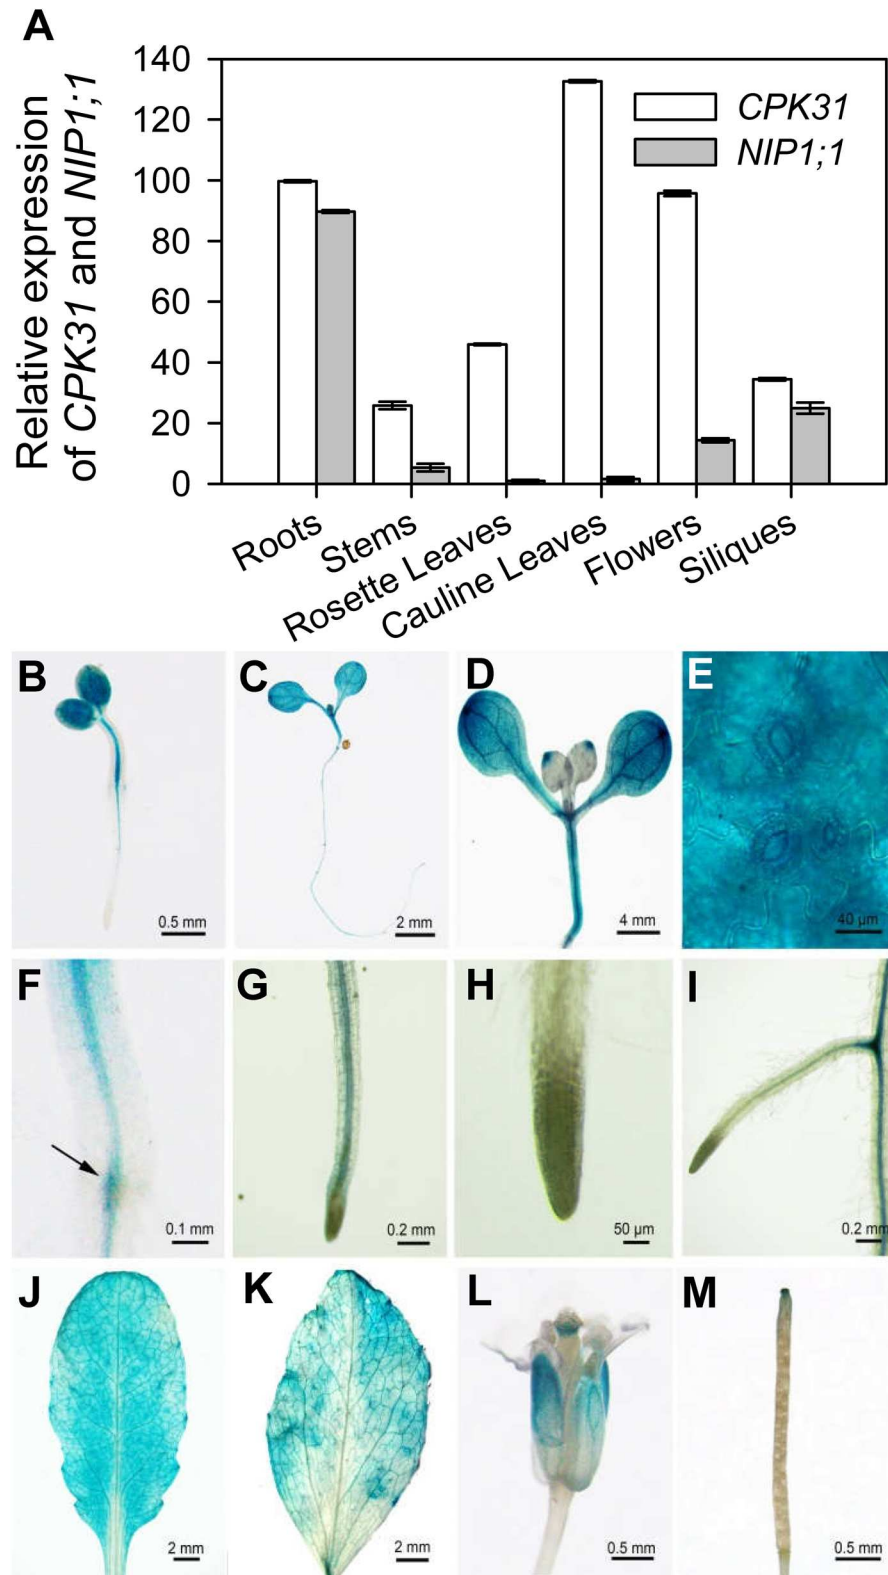 A
Relative expression
of CPK31 and NIP1;1
140
120
100
80
60
40
20
0
CPK31
NIP1;1
Roots
Stems
Rosette Leaves
Cauline Leaves
Flowers
Siliques
B
0.5 mm
C
2 mm
D
4 mm
E
40 µm
F
0.1 mm
G
0.2 mm
H
50 µm
I
0.2 mm
J
2 mm
K
2 mm
L
0.5 mm
M
0.5 mm